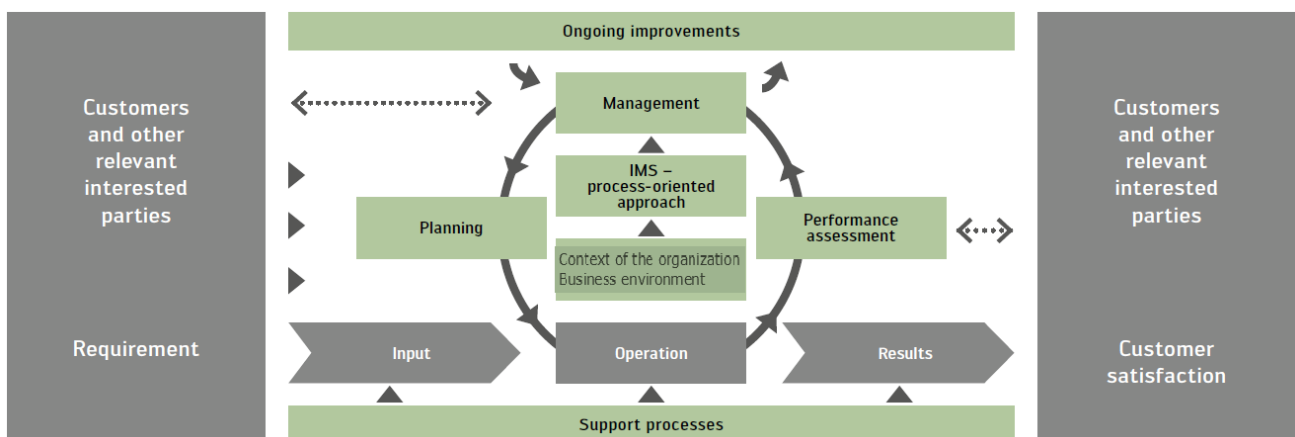 Ongoing improvements
Customers
and other
relevant
interested
parties
Requirement
Management
IMS –
process-oriented
approach
Planning
Performance
assessment
Context of the organization
Business environment
Input
Operation
Results
Support processes
Customers
and other
relevant
interested
parties
Customer
satisfaction